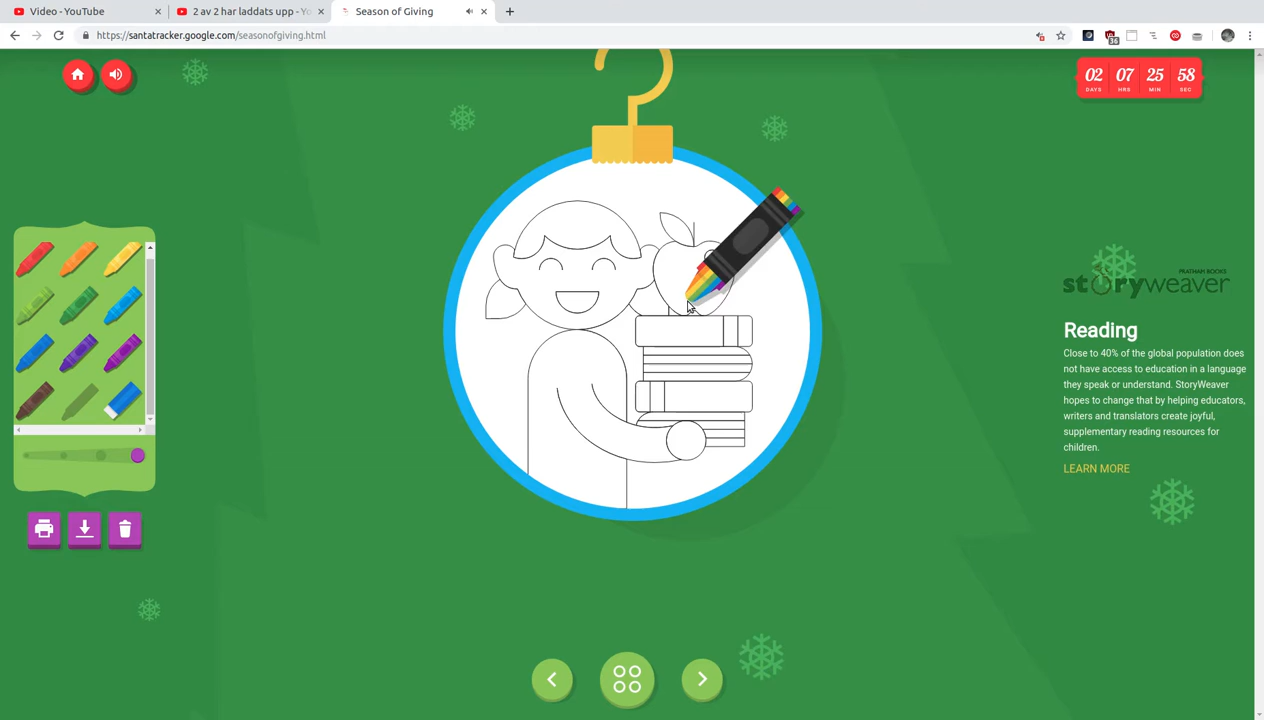 Video - YouTube
2 av 2 har laddats upp - Yo
Season of Giving
https://santatracker.google.com/seasonofgiving.html
36
02 07 25 58
DAYS HRS MIN SEC
PRATHAM BOOKS
storyweaver
Reading
Close to 40% of the global population does
not have access to education in a language
they speak or understand. StoryWeaver
hopes to change that by helping educators,
writers and translators create joyful,
supplementary reading resources for
children.
LEARN MORE